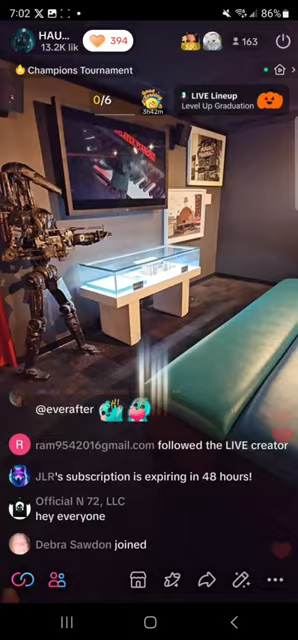 7:02
86%
HAU...
13.2K lik
394
163
Champions Tournament
0/6
3h42m
LIVE Lineup
Level Up Graduation
@everafter
R
ram9542016gmail.com followed the LIVE creator
JLR's subscription is expiring in 48 hours!
Official N 72, LLC
hey everyone
Debra Sawdon joined